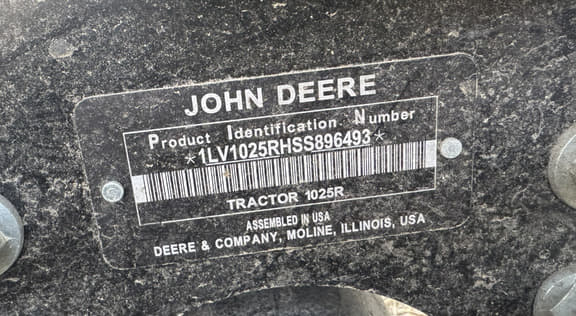 JOHN DEERE
Product Identification Number
*1LV1025RHSS896493*
TRACTOR 1025R
ASSEMBLED IN USA
DEERE & COMPANY, MOLINE, ILLINOIS, USA